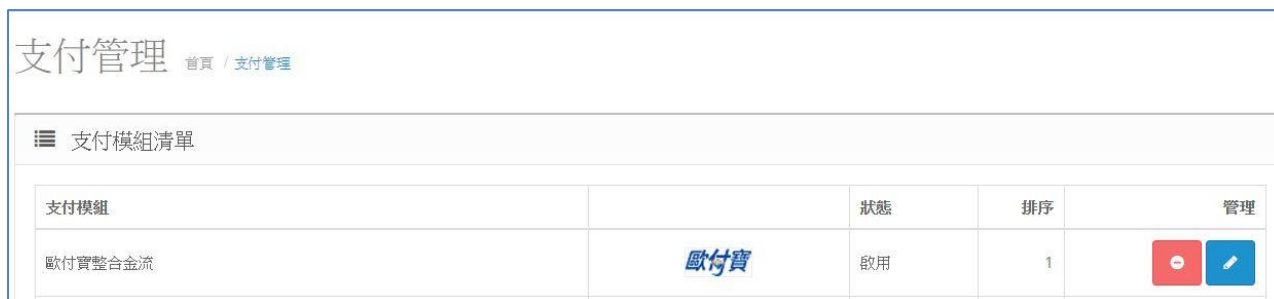 支付管理 首頁 / 支付管理
支付模組清單
支付模組 狀態 排序 管理
歐付寶整合金流 歐付寶 啟用 1